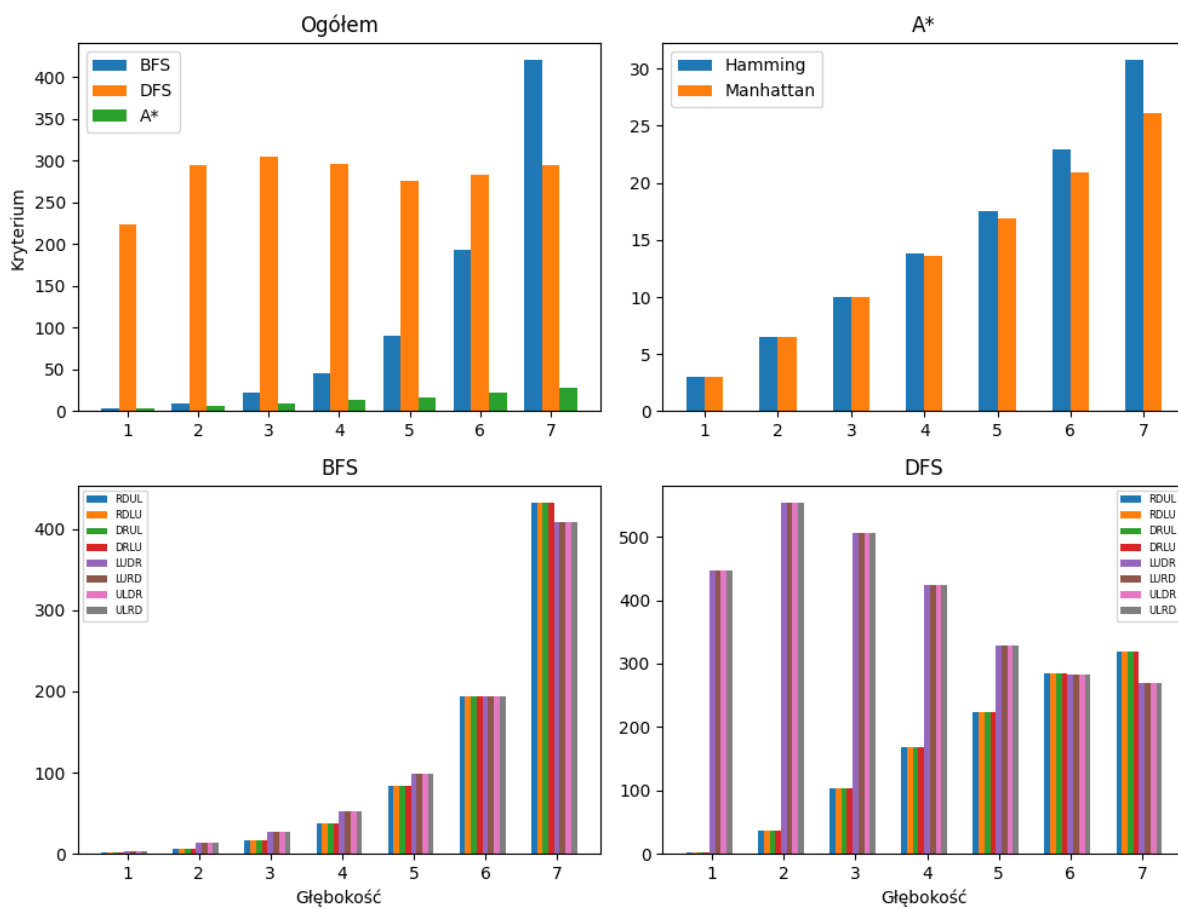 Ogółem
BFS
DFS
A*
Kryterium
400
350
300
250
200
150
100
50
0
1 2 3 4 5 6 7
A*
Hamming
Manhattan
30
25
20
15
10
5
0
1 2 3 4 5 6 7
BFS
RDUL
RDLU
DRUL
DRLU
LUDR
LURD
ULDR
ULRD
400
300
200
100
0
1 2 3 4 5 6 7
Głębokość
DFS
RDUL
RDLU
DRUL
DRLU
LUDR
LURD
ULDR
ULRD
500
400
300
200
100
0
1 2 3 4 5 6 7
Głębokość